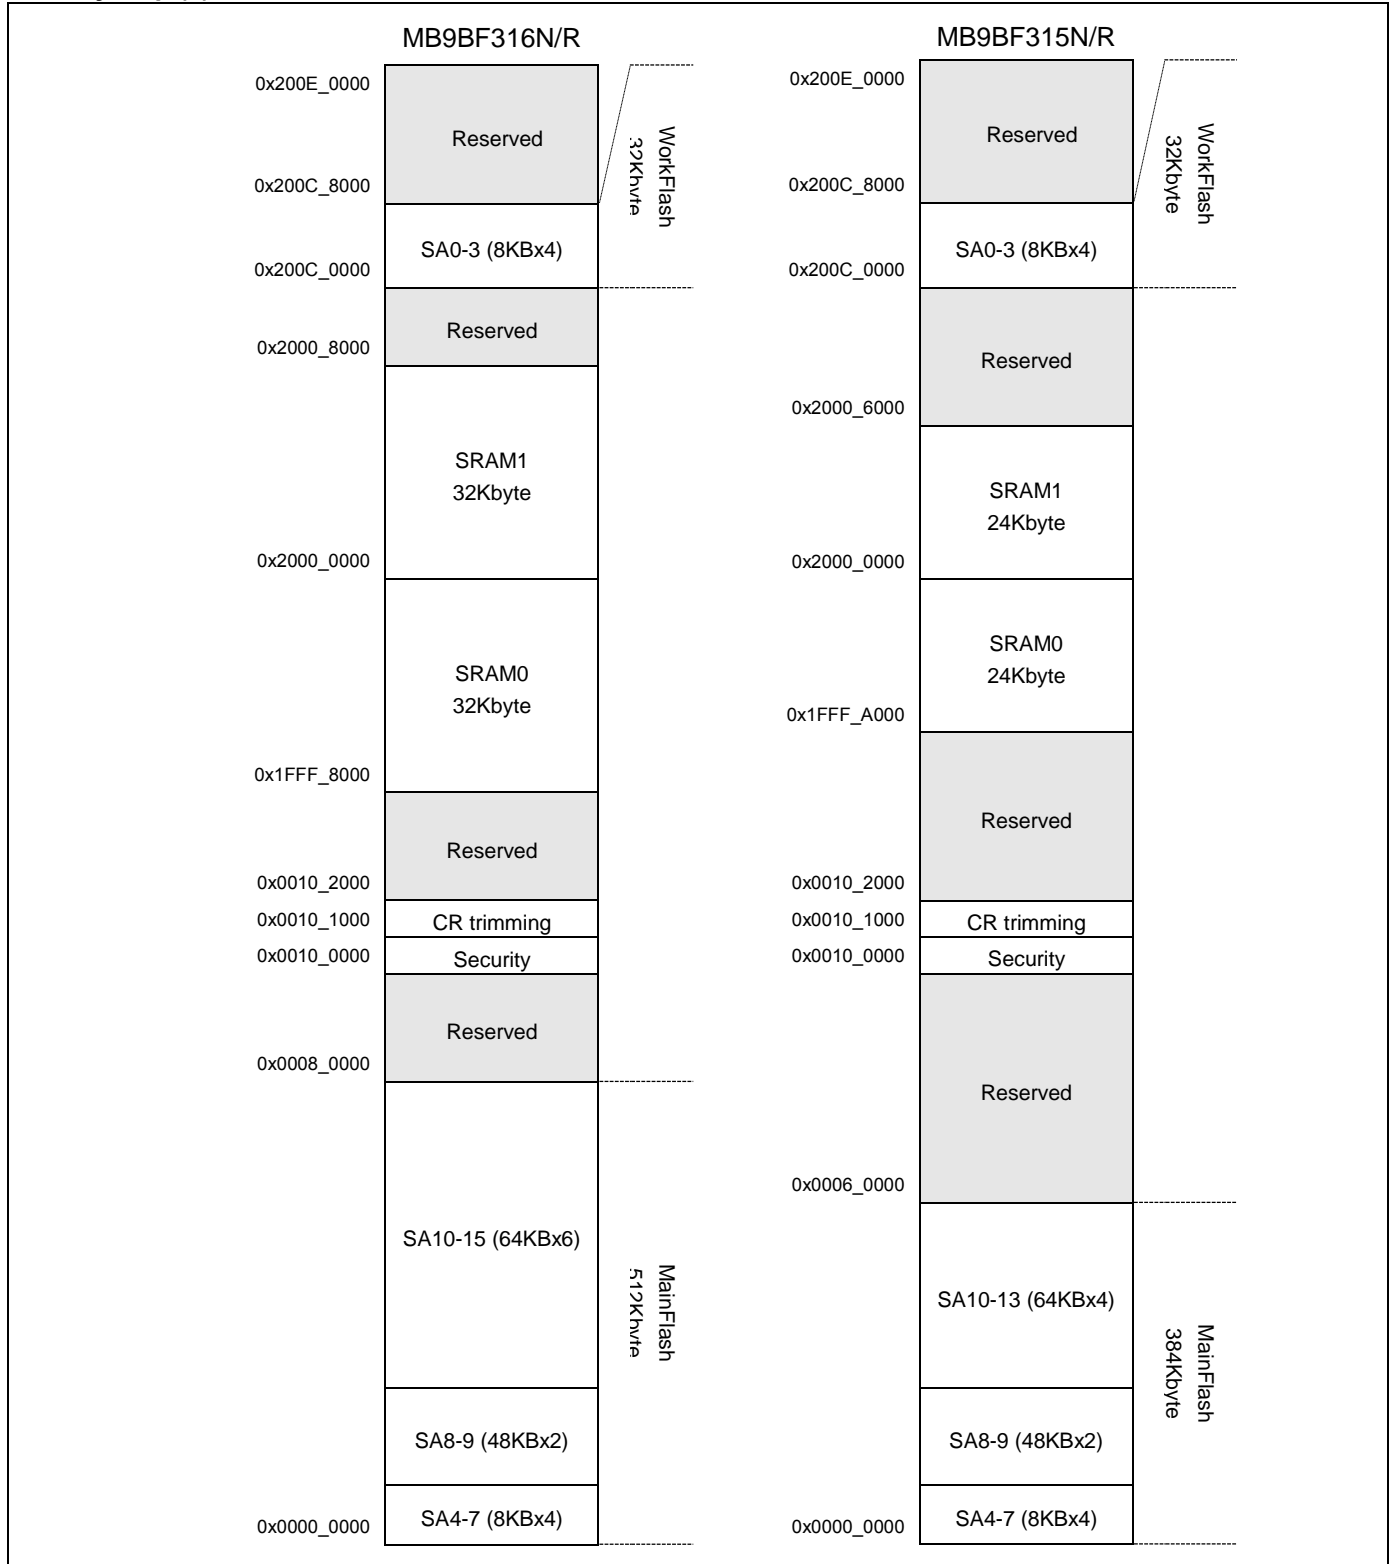 MB9BF316N/R
0x200E_0000
Reserved
0x200C_8000
SA0-3 (8KBx4)
0x200C_0000
Reserved
0x2000_8000
SRAM1
32Kbyte
0x2000_0000
SRAM0
32Kbyte
0x1FFF_8000
Reserved
0x0010_2000
CR trimming
0x0010_1000
Security
0x0010_0000
Reserved
0x0008_0000
SA10-15 (64KBx6)
SA8-9 (48KBx2)
SA4-7 (8KBx4)
0x0000_0000
WorkFlash
32Kbyte
MainFlash
512Kbyte
MB9BF315N/R
0x200E_0000
Reserved
0x200C_8000
SA0-3 (8KBx4)
0x200C_0000
Reserved
0x2000_6000
SRAM1
24Kbyte
0x2000_0000
SRAM0
24Kbyte
0x1FFF_A000
Reserved
0x0010_2000
CR trimming
0x0010_1000
Security
0x0010_0000
Reserved
0x0006_0000
SA10-13 (64KBx4)
SA8-9 (48KBx2)
SA4-7 (8KBx4)
0x0000_0000
WorkFlash
32Kbyte
MainFlash
384Kbyte